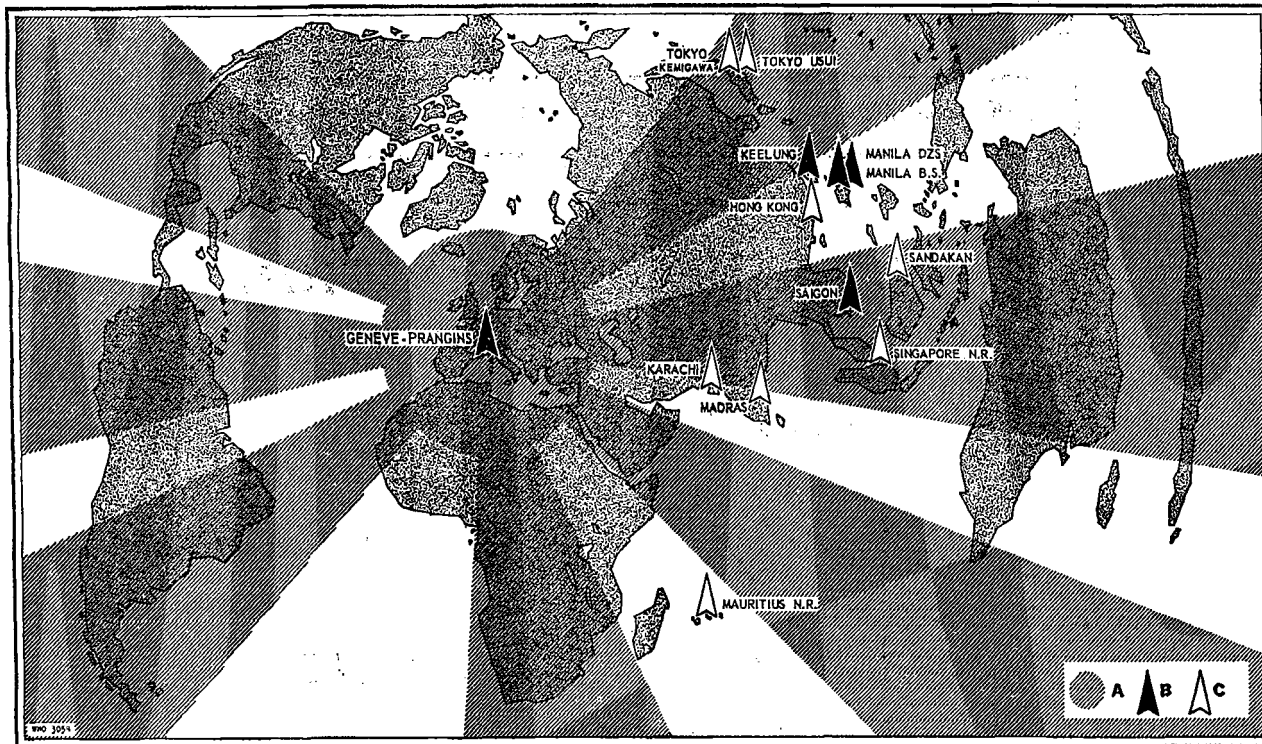 TOKYO
KEMIGAWA
TOKYO USUI
KEELUNG
MANILA DZS
MANILA B.S.
HONG KONG
SANDAKAN
SAIGON
GENEVE-PRANGINS
SINGAPORE N.R.
KARACHI
MADRAS
MAURITIUS N.R.
A B C
WHO 3054